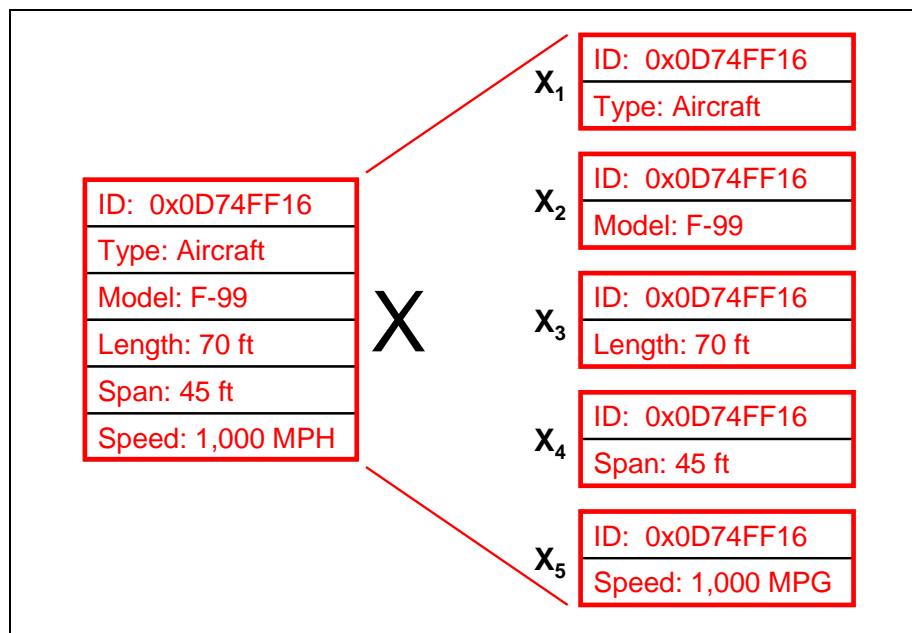 ID: 0x0D74FF16
Type: Aircraft
Model: F-99
Length: 70 ft
Span: 45 ft
Speed: 1,000 MPH
X
X1
ID: 0x0D74FF16
Type: Aircraft
X2
ID: 0x0D74FF16
Model: F-99
X3
ID: 0x0D74FF16
Length: 70 ft
X4
ID: 0x0D74FF16
Span: 45 ft
X5
ID: 0x0D74FF16
Speed: 1,000 MPG